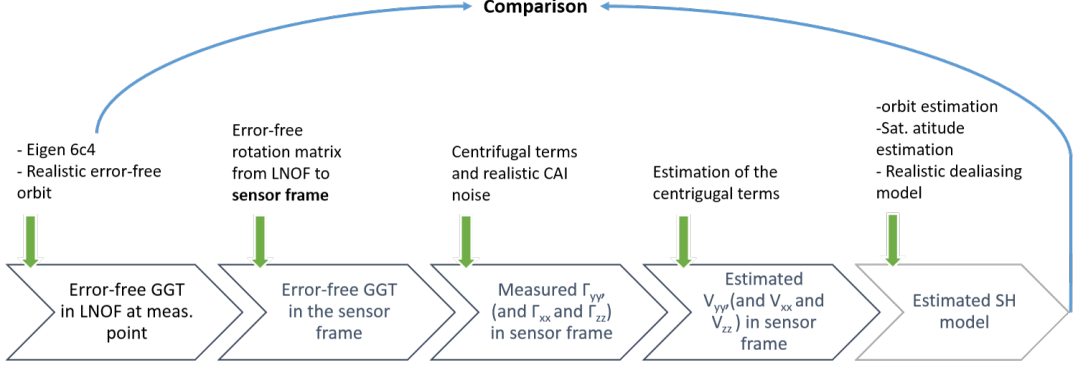 Comparison
- Eigen 6c4
- Realistic error-free
orbit
Error-free
rotation matrix
from LNOF to
sensor frame
Centrifugal terms
and realistic CAI
noise
Estimation of the
centrigugal terms
-orbit estimation
-Sat. atitude
estimation
- Realistic dealiasing
model
Error-free GGT
in LNOF at meas.
point
Error-free GGT
in the sensor
frame
Measured Γyy,
(and Γxx and Γzz)
in sensor frame
Estimated
Vyy,(and Vxx and
Vzz ) in sensor
frame
Estimated SH
model